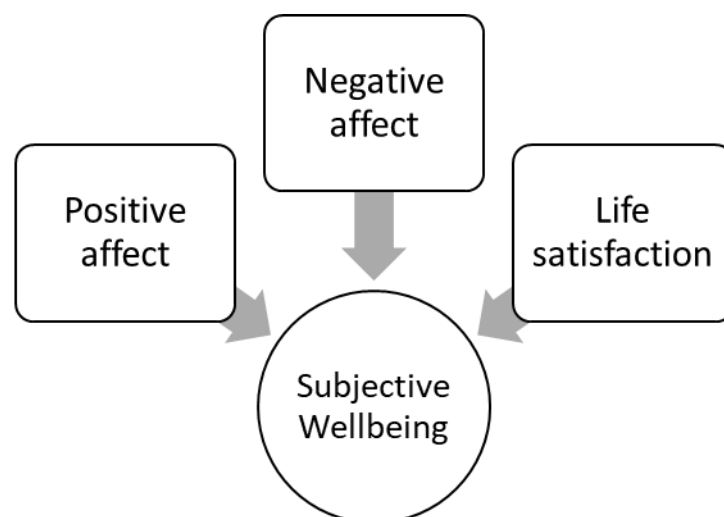 Negative
affect
Positive
affect
Life
satisfaction
Subjective
Wellbeing